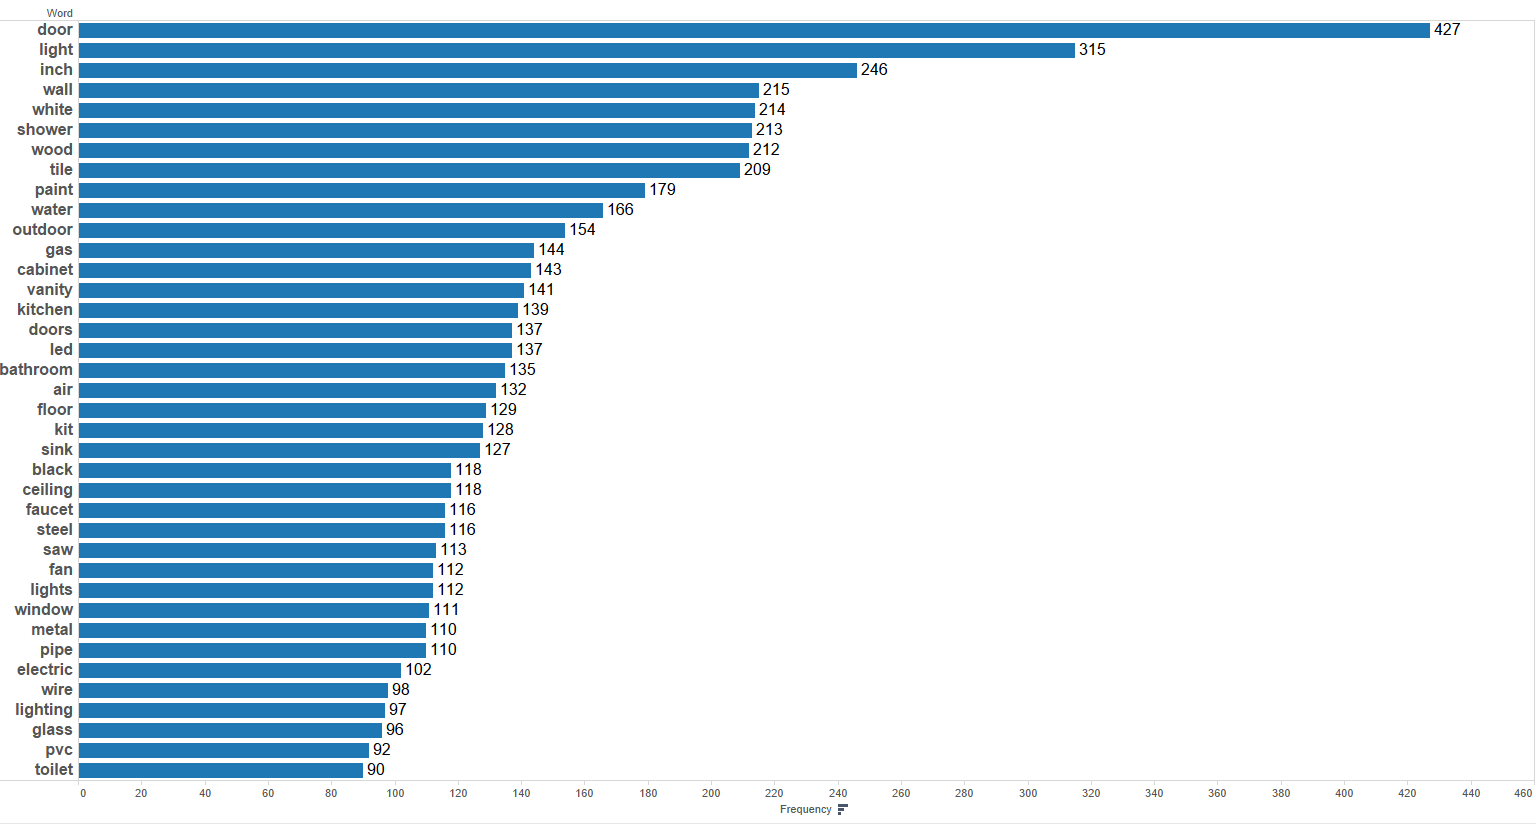 Word
door 427
light 315
inch 246
wall 215
white 214
shower 213
wood 212
tile 209
paint 179
water 166
outdoor 154
gas 144
cabinet 143
vanity 141
kitchen 139
doors 137
led 137
bathroom 135
air 132
floor 129
kit 128
sink 127
black 118
ceiling 118
faucet 116
steel 116
saw 113
fan 112
lights 112
window 111
metal 110
pipe 110
electric 102
wire 98
lighting 97
glass 96
pvc 92
toilet 90
0 20 40 60 80 100 120 140 160 180 200 220 240 260 280 300 320 340 360 380 400 420 440 460
Frequency